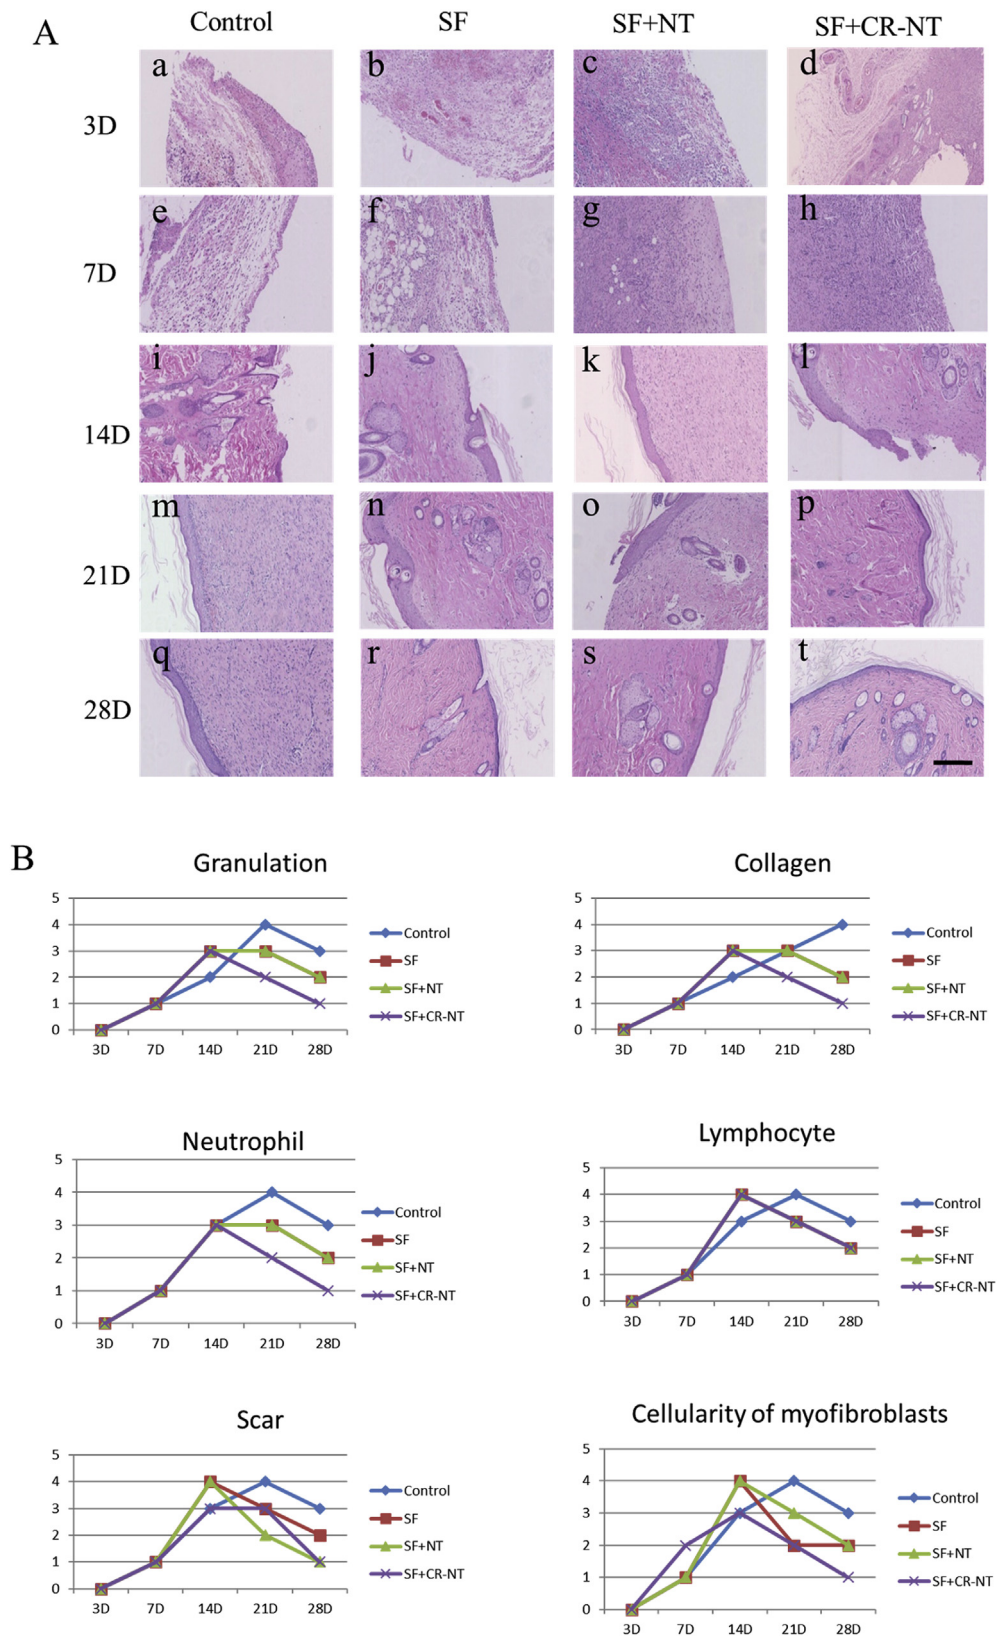 A
Control SF SF+NT SF+CR-NT
3D a b c d
7D e f g h
14D i j k l
21D m n o p
28D q r s t
B
Granulation
5
4
3
2
1
0
3D 7D 14D 21D 28D
Control
SF
SF+NT
SF+CR-NT
Collagen
5
4
3
2
1
0
3D 7D 14D 21D 28D
Control
SF
SF+NT
SF+CR-NT
Neutrophil
5
4
3
2
1
0
3D 7D 14D 21D 28D
Control
SF
SF+NT
SF+CR-NT
Lymphocyte
5
4
3
2
1
0
3D 7D 14D 21D 28D
Control
SF
SF+NT
SF+CR-NT
Scar
5
4
3
2
1
0
3D 7D 14D 21D 28D
Control
SF
SF+NT
SF+CR-NT
Cellularity of myofibroblasts
5
4
3
2
1
0
3D 7D 14D 21D 28D
Control
SF
SF+NT
SF+CR-NT